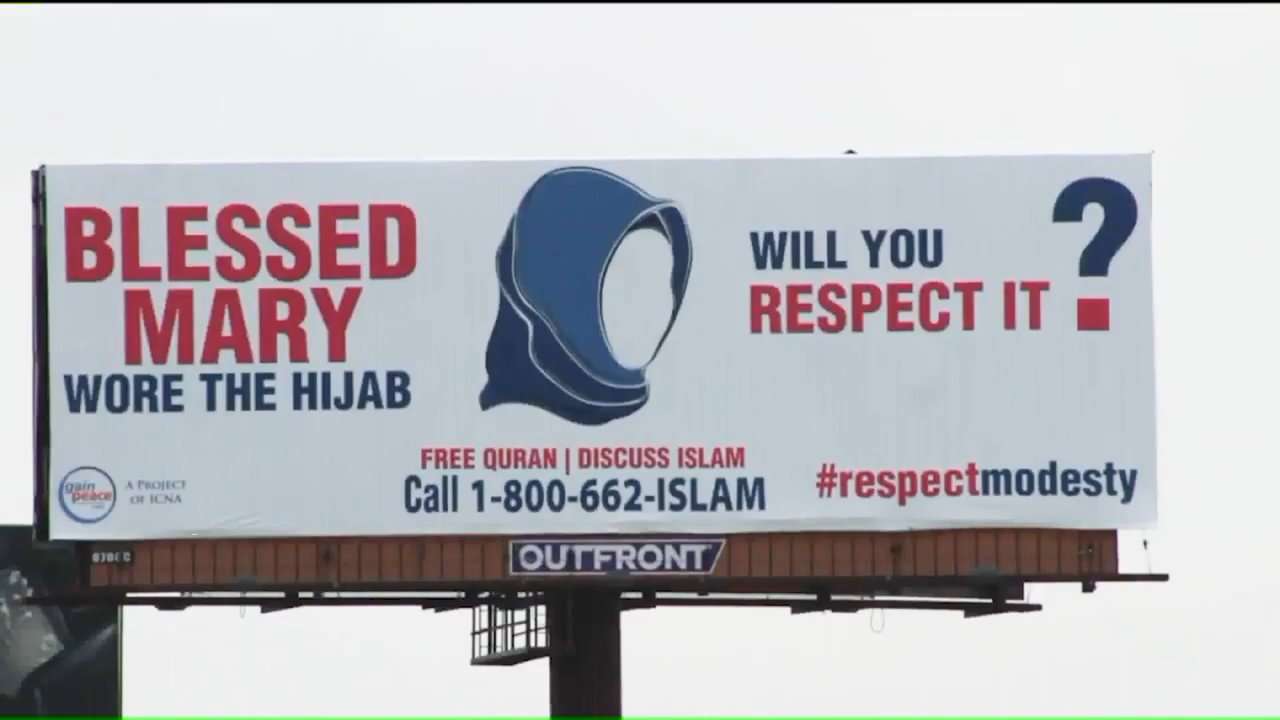 BLESSED
MARY
WORE THE HIJAB
WILL YOU
RESPECT IT ?
FREE QURAN | DISCUSS ISLAM
Call 1-800-662-ISLAM
#respectmodesty
gain
peace
A PROJECT
OF ICNA
OUTFRONT